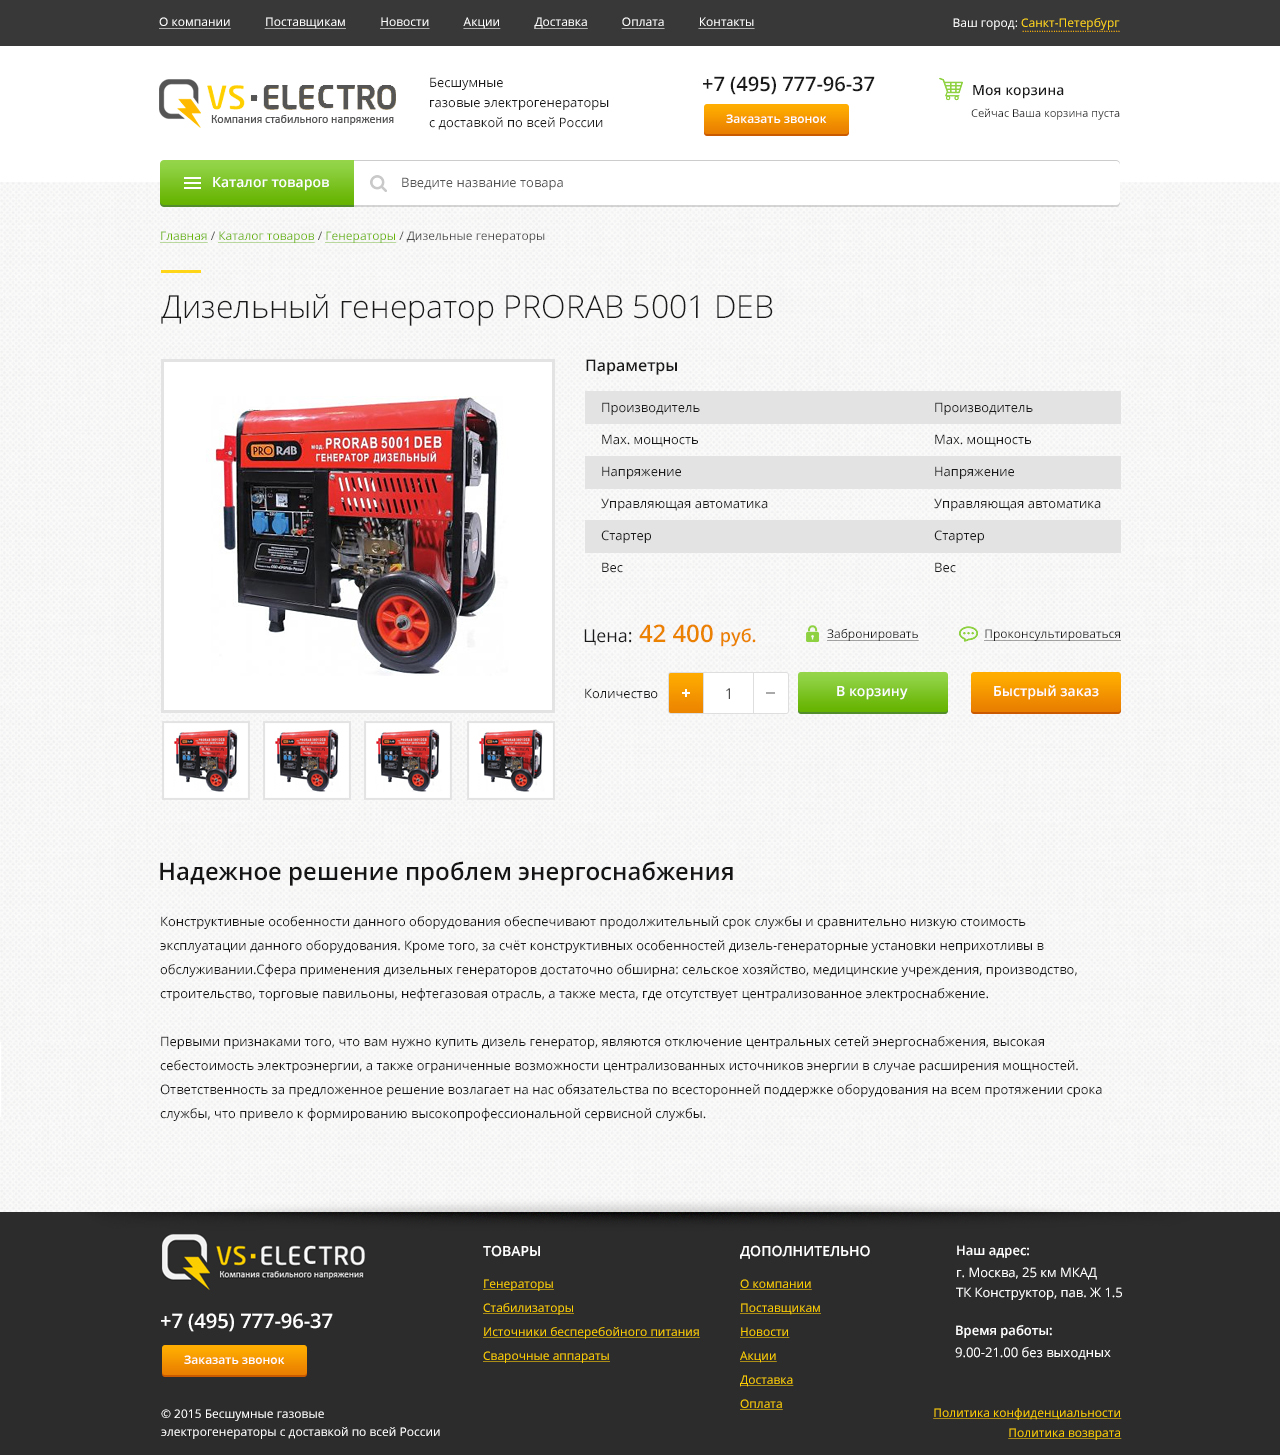 О компании Поставщикам Новости Акции Доставка Оплата Контакты Ваш город: Санкт-Петербург
VS·ELECTRO
Компания стабильного напряжения
Бесшумные
газовые электрогенераторы
с доставкой по всей России
+7 (495) 777-96-37
Заказать звонок
Моя корзина
Сейчас Ваша корзина пуста
Каталог товаров
Введите название товара
Главная / Каталог товаров / Генераторы / Дизельные генераторы
Дизельный генератор PRORAB 5001 DEB
PRORAB
мод. PRORAB 5001 DEB
ГЕНЕРАТОР ДИЗЕЛЬНЫЙ
Параметры
Производитель Производитель
Мах. мощность Мах. мощность
Напряжение Напряжение
Управляющая автоматика Управляющая автоматика
Стартер Стартер
Вес Вес
Цена: 42 400 руб.
Забронировать
Проконсультироваться
Количество + 1 −
В корзину
Быстрый заказ
Надежное решение проблем энергоснабжения
Конструктивные особенности данного оборудования обеспечивают продолжительный срок службы и сравнительно низкую стоимость
эксплуатации данного оборудования. Кроме того, за счёт конструктивных особенностей дизель-генераторные установки неприхотливы в
обслуживании.Сфера применения дизельных генераторов достаточно обширна: сельское хозяйство, медицинские учреждения, производство,
строительство, торговые павильоны, нефтегазовая отрасль, а также места, где отсутствует централизованное электроснабжение.
Первыми признаками того, что вам нужно купить дизель генератор, являются отключение центральных сетей энергоснабжения, высокая
себестоимость электроэнергии, а также ограниченные возможности централизованных источников энергии в случае расширения мощностей.
Ответственность за предложенное решение возлагает на нас обязательства по всесторонней поддержке оборудования на всем протяжении срока
службы, что привело к формированию высокопрофессиональной сервисной службы.
VS·ELECTRO
Компания стабильного напряжения
+7 (495) 777-96-37
Заказать звонок
© 2015 Бесшумные газовые
электрогенераторы с доставкой по всей России
ТОВАРЫ
Генераторы
Стабилизаторы
Источники бесперебойного питания
Сварочные аппараты
ДОПОЛНИТЕЛЬНО
О компании
Поставщикам
Новости
Акции
Доставка
Оплата
Наш адрес:
г. Москва, 25 км МКАД
ТК Конструктор, пав. Ж 1.5
Время работы:
9.00-21.00 без выходных
Политика конфиденциальности
Политика возврата